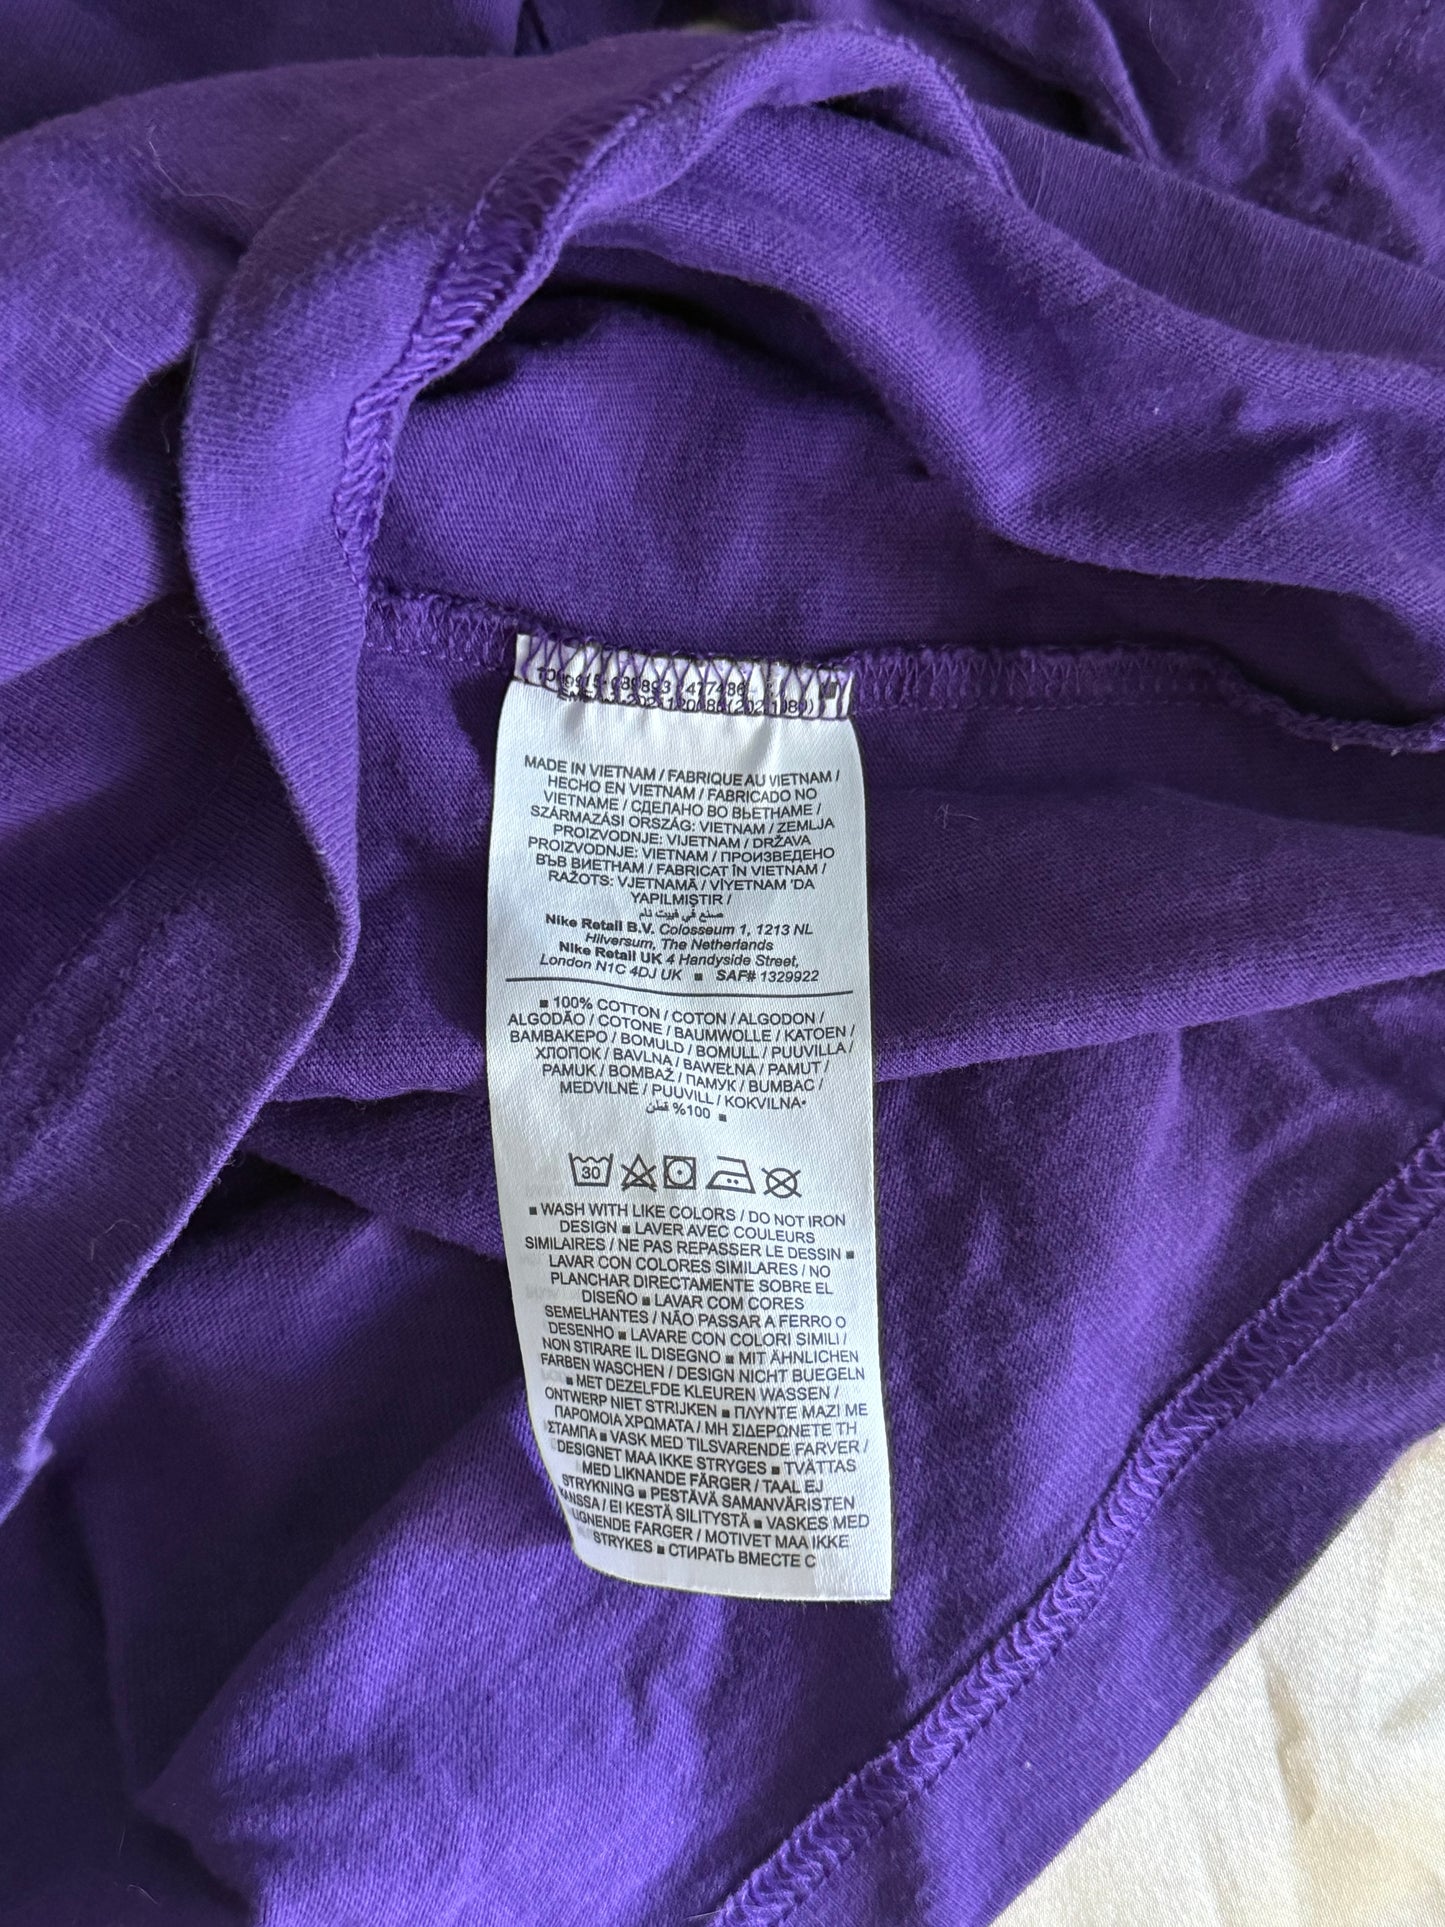 MADE IN VIETNAM / FABRIQUE AU VIETNAM /
HECHO EN VIETNAM / FABRICADO NO
VIETNAME / СДЕЛАНО ВО ВЬЕТНАМЕ /
SZÁRMAZÁSI ORSZÁG: VIETNAM / ZEMLJA
PROIZVODNJE: VIJETNAM / DRŽAVA
PROIZVODNJE: VIETNAM / ПРОИЗВЕДЕНО
ВЪВ ВИЕТНАМ / FABRICAT ÎN VIETNAM /
RAŽOTS: VJETNAMĀ / VİYETNAM 'DA
YAPILMIŞTIR /
صنع في فييت نام
Nike Retail B.V. Colosseum 1, 1213 NL
Hilversum, The Netherlands
Nike Retail UK 4 Handyside Street,
London N1C 4DJ UK ■ SAF# 1329922
■ 100% COTTON / COTON / ALGODON /
ALGODÃO / COTONE / BAUMWOLLE / KATOEN /
ΒΑΜΒΑΚΕΡΟ / BOMULD / BOMULL / PUUVILLA /
ХЛОПОК / BAVLNA / BAWEŁNA / PAMUT /
PAMUK / BOMBAŽ / ПАМУК / BUMBAC /
MEDVILNĖ / PUUVILL / KOKVILNA•
100% قطن ■
30
■ WASH WITH LIKE COLORS / DO NOT IRON
DESIGN ■ LAVER AVEC COULEURS
SIMILAIRES / NE PAS REPASSER LE DESSIN ■
LAVAR CON COLORES SIMILARES / NO
PLANCHAR DIRECTAMENTE SOBRE EL
DISEÑO ■ LAVAR COM CORES
SEMELHANTES / NÃO PASSAR A FERRO O
DESENHO ■ LAVARE CON COLORI SIMILI /
NON STIRARE IL DISEGNO ■ MIT ÄHNLICHEN
FARBEN WASCHEN / DESIGN NICHT BUEGELN
■ MET DEZELFDE KLEUREN WASSEN /
ONTWERP NIET STRIJKEN ■ ΠΛΥΝΤΕ ΜΑΖΙ ΜΕ
ΠΑΡΟΜΟΙΑ ΧΡΩΜΑΤΑ / ΜΗ ΣΙΔΕΡΩΝΕΤΕ ΤΗ
ΣΤΑΜΠΑ ■ VASK MED TILSVARENDE FARVER /
DESIGNET MAA IKKE STRYGES ■ TVÄTTAS
MED LIKNANDE FÄRGER / TAAL EJ
STRYKNING ■ PESTÄVÄ SAMANVÄRISTEN
KANSSA / EI KESTÄ SILITYSTÄ ■ VASKES MED
LIGNENDE FARGER / MOTIVET MAA IKKE
STRYKES ■ СТИРАТЬ ВМЕСТЕ С